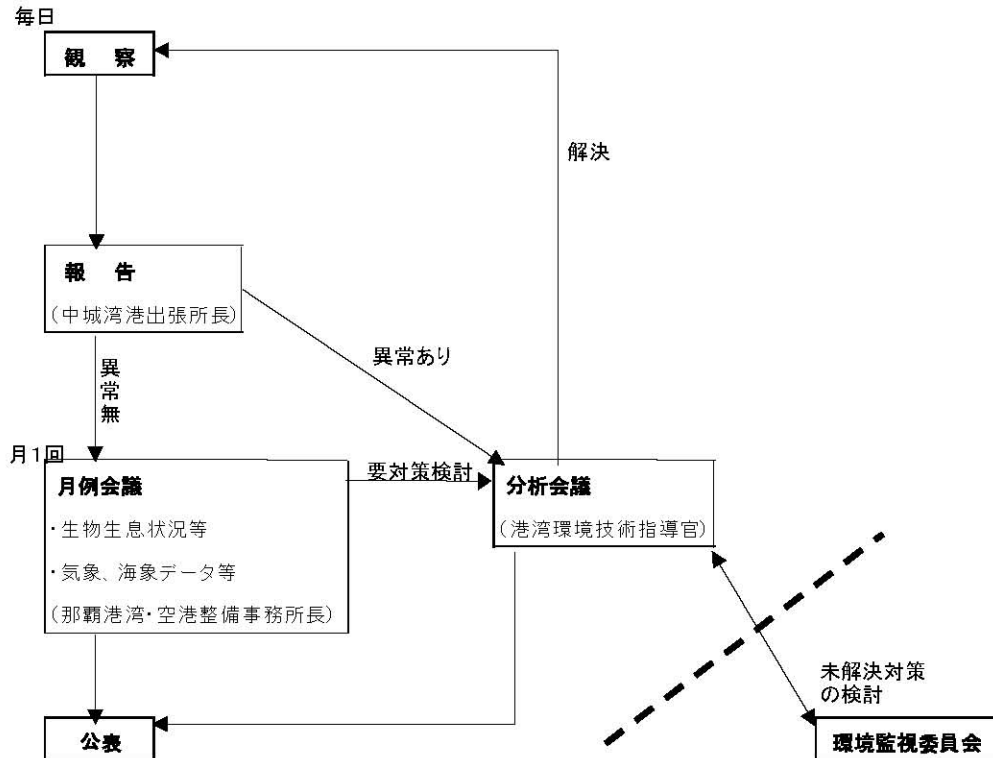 毎日
観　察
解決
報　告
(中城湾港出張所長)
異常あり
異常無
月1回
月例会議
・生物生息状況等
・気象、海象データ等
(那覇港湾・空港整備事務所長)
要対策検討
分析会議
(港湾環境技術指導官)
未解決対策
の検討
公表
環境監視委員会